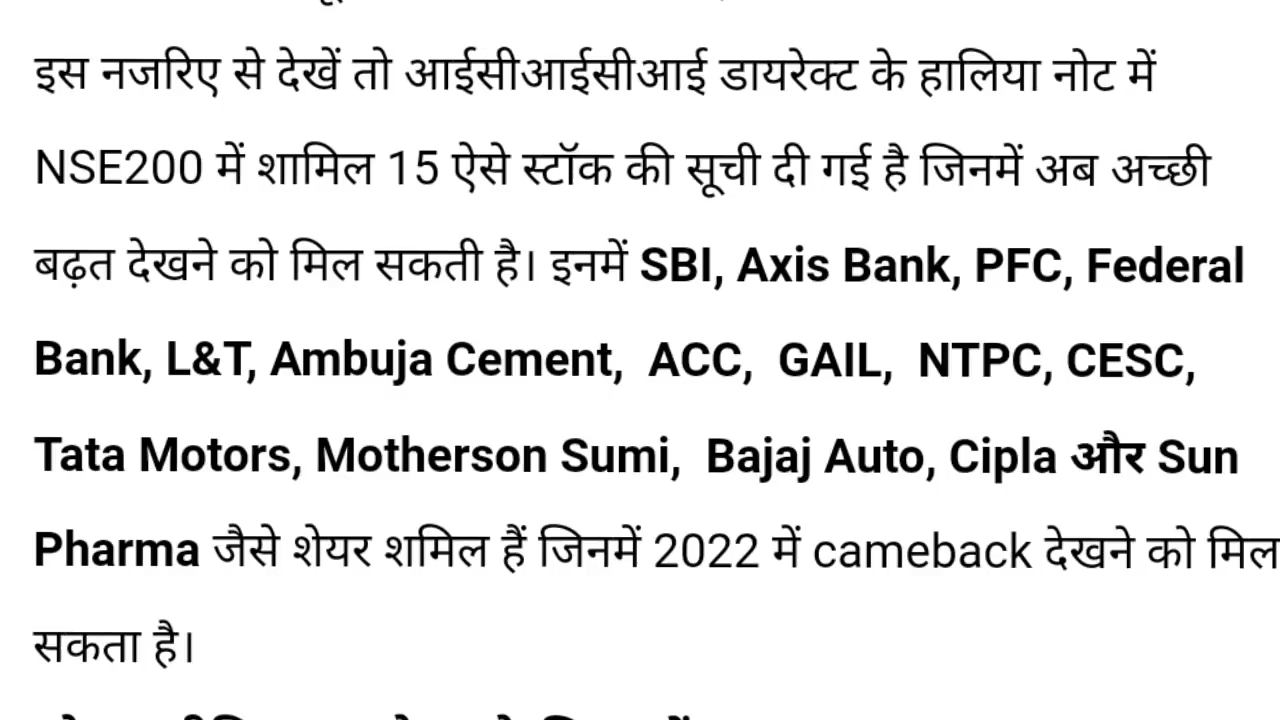 इस नजरिए से देखें तो आईसीआईसीआई डायरेक्ट के हालिया नोट में
NSE200 में शामिल 15 ऐसे स्टॉक की सूची दी गई है जिनमें अब अच्छी
बढ़त देखने को मिल सकती है। इनमें SBI, Axis Bank, PFC, Federal
Bank, L&T, Ambuja Cement, ACC, GAIL, NTPC, CESC,
Tata Motors, Motherson Sumi, Bajaj Auto, Cipla और Sun
Pharma जैसे शेयर शमिल हैं जिनमें 2022 में cameback देखने को मिल
सकता है।